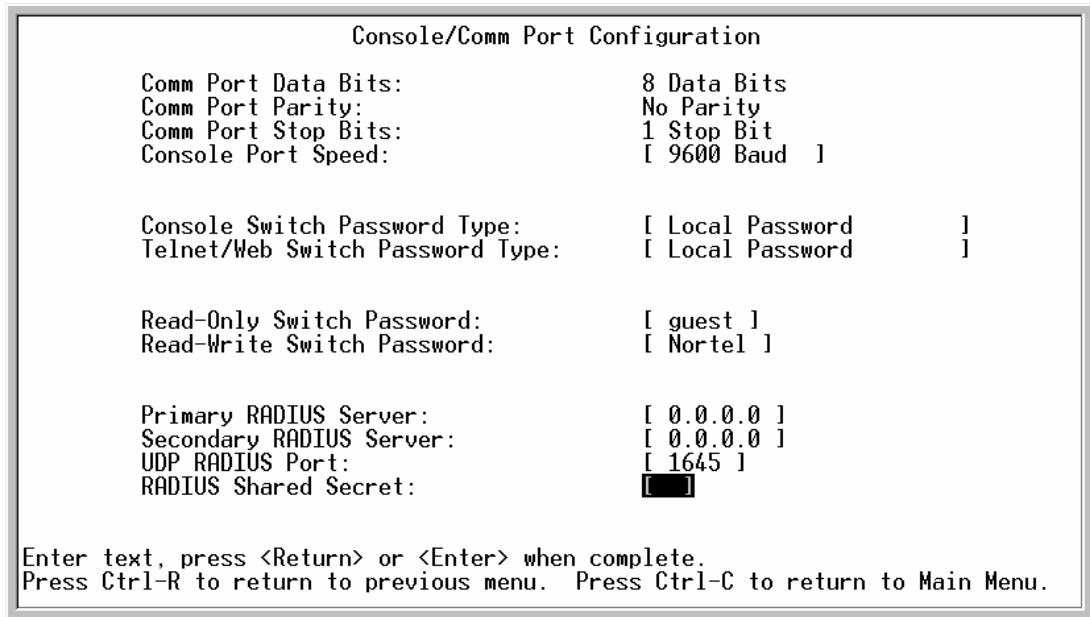 Console/Comm Port Configuration
Comm Port Data Bits: 8 Data Bits
Comm Port Parity: No Parity
Comm Port Stop Bits: 1 Stop Bit
Console Port Speed: [ 9600 Baud ]
Console Switch Password Type: [ Local Password ]
Telnet/Web Switch Password Type: [ Local Password ]
Read-Only Switch Password: [ guest ]
Read-Write Switch Password: [ Nortel ]
Primary RADIUS Server: [ 0.0.0.0 ]
Secondary RADIUS Server: [ 0.0.0.0 ]
UDP RADIUS Port: [ 1645 ]
RADIUS Shared Secret: [ ]
Enter text, press <Return> or <Enter> when complete.
Press Ctrl-R to return to previous menu. Press Ctrl-C to return to Main Menu.